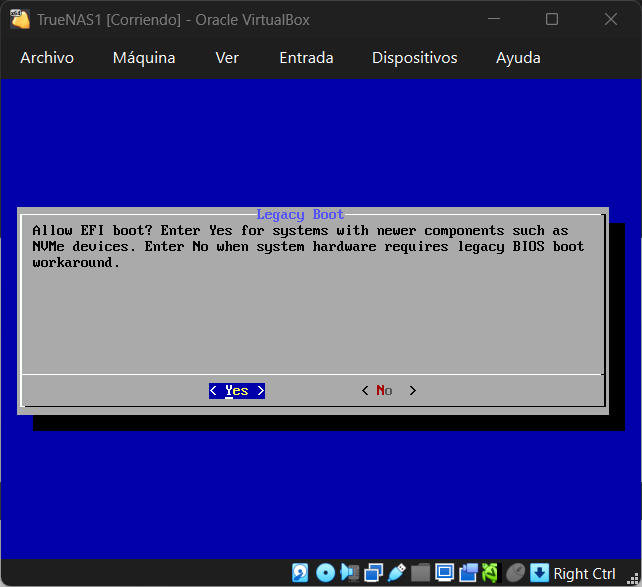 TrueNAS1 [Corriendo] - Oracle VirtualBox
Archivo Máquina Ver Entrada Dispositivos Ayuda
Legacy Boot
Allow EFI boot? Enter Yes for systems with newer components such as
NVMe devices. Enter No when system hardware requires legacy BIOS boot
workaround.
< Yes > < No >
Right Ctrl